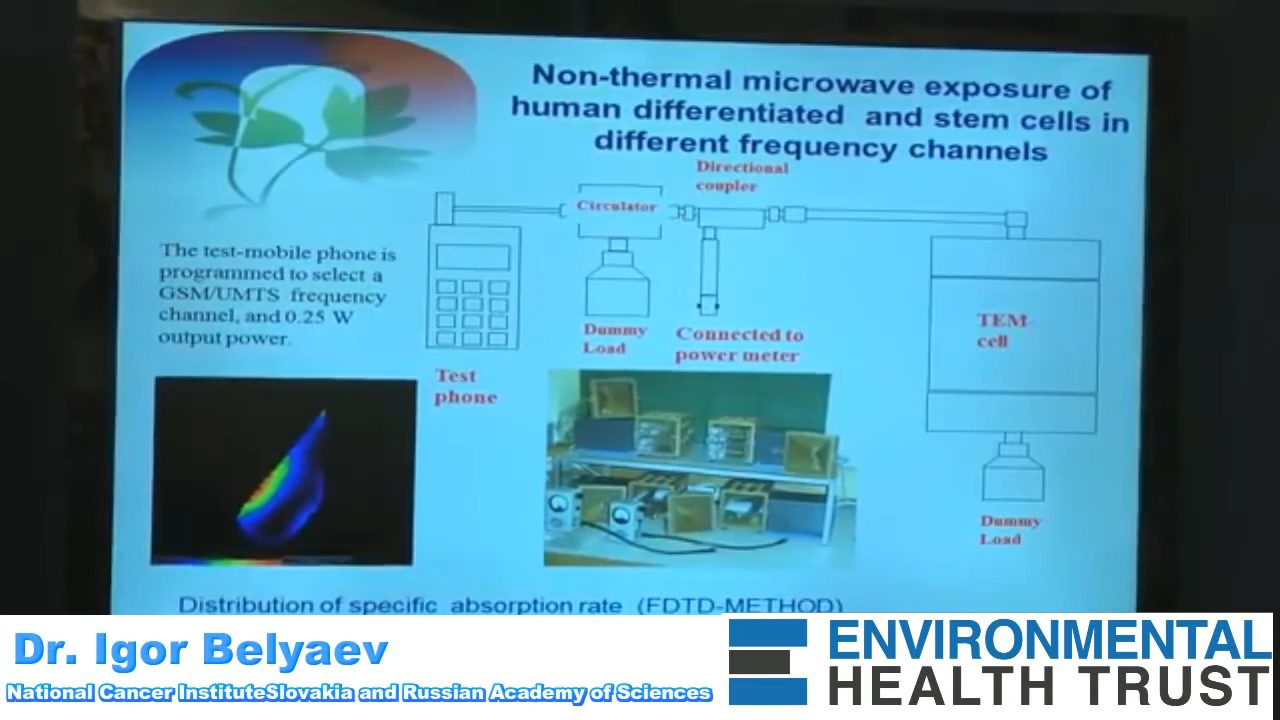 Non-thermal microwave exposure of
human differentiated and stem cells in
different frequency channels
Directional
coupler
Circulator
The test-mobile phone is
programmed to select a
GSM/UMTS frequency
channel, and 0.25 W
output power.
Dummy
Load
Connected to
power meter
TEM-
cell
Test
phone
Dummy
Load
Distribution of specific absorption rate (FDTD-METHOD)
Dr. Igor Belyaev
National Cancer InstituteSlovakia and Russian Academy of Sciences
ENVIRONMENTAL
HEALTH TRUST